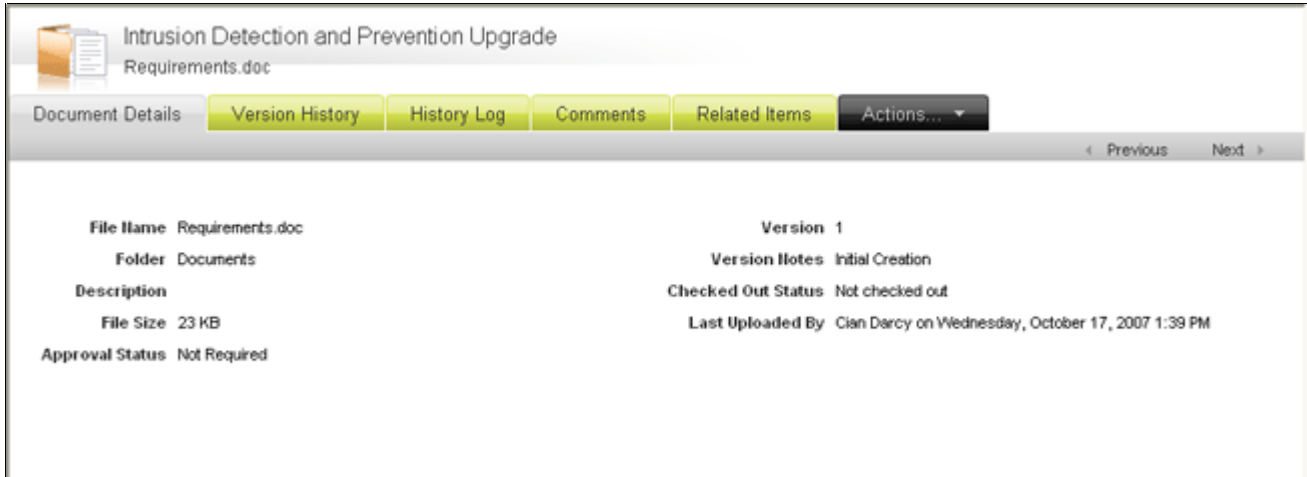 Intrusion Detection and Prevention Upgrade
Requirements.doc
Document Details Version History History Log Comments Related Items Actions...
Previous Next
File Name Requirements.doc Version 1
Folder Documents Version Notes Initial Creation
Description Checked Out Status Not checked out
File Size 23 KB Last Uploaded By Cian Darcy on Wednesday, October 17, 2007 1:39 PM
Approval Status Not Required